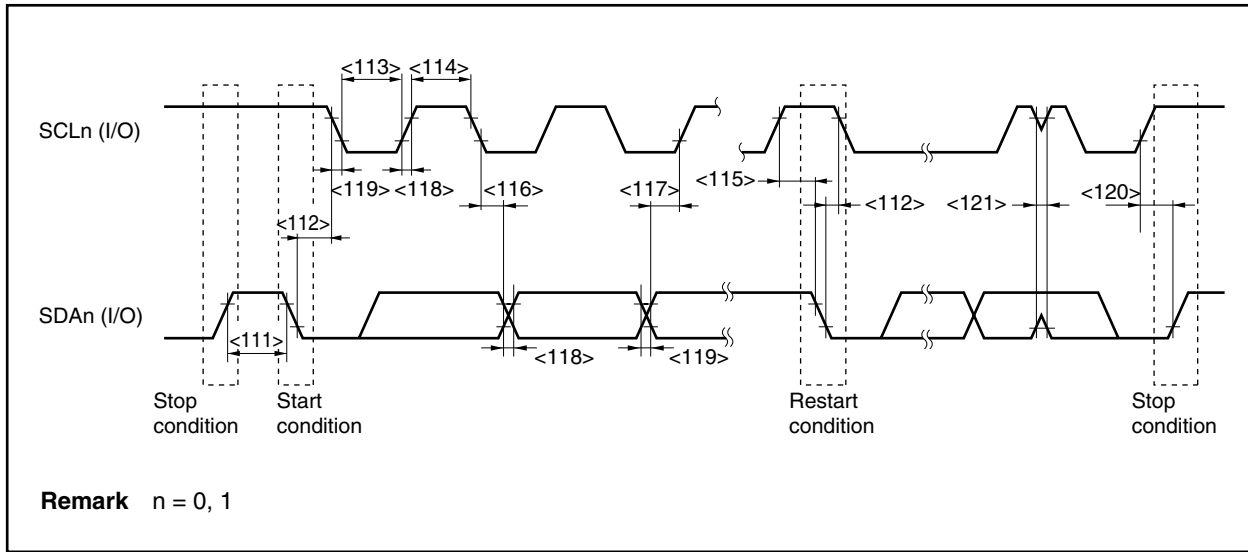 <113> <114>
SCLn (I/O)
<119> <118> <116> <117> <115> <112> <121> <120>
<112>
SDAn (I/O)
<111> <118> <119>
Stop
condition
Start
condition
Restart
condition
Stop
condition
Remark n = 0, 1